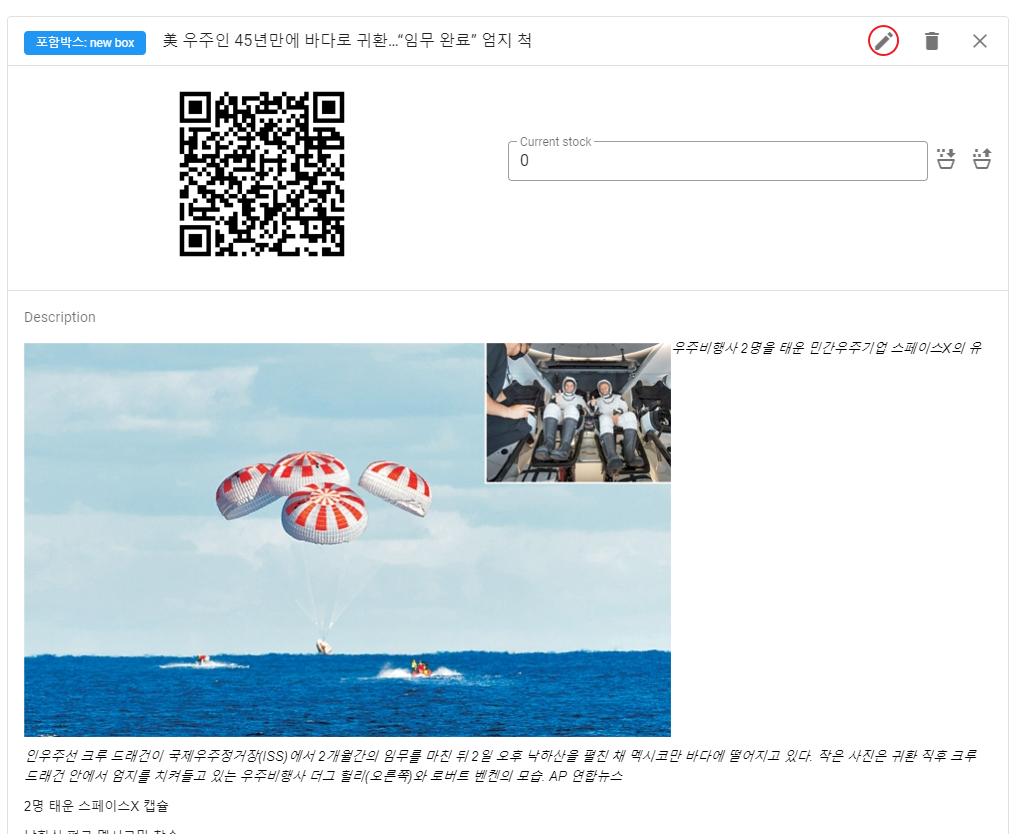 포함박스: new box
美 우주인 45년만에 바다로 귀환…“임무 완료” 엄지 척
Current stock
0
Description
우주비행사 2명을 태운 민간우주기업 스페이스X의 유
인우주선 크루 드래건이 국제우주정거장(ISS)에서 2개월간의 임무를 마친 뒤 2일 오후 낙하산을 펼친 채 멕시코만 바다에 떨어지고 있다. 작은 사진은 귀환 직후 크루
드래건 안에서 엄지를 치켜들고 있는 우주비행사 더그 헐리(오른쪽)와 로버트 벤켄의 모습. AP 연합뉴스
2명 태운 스페이스X 캡슐